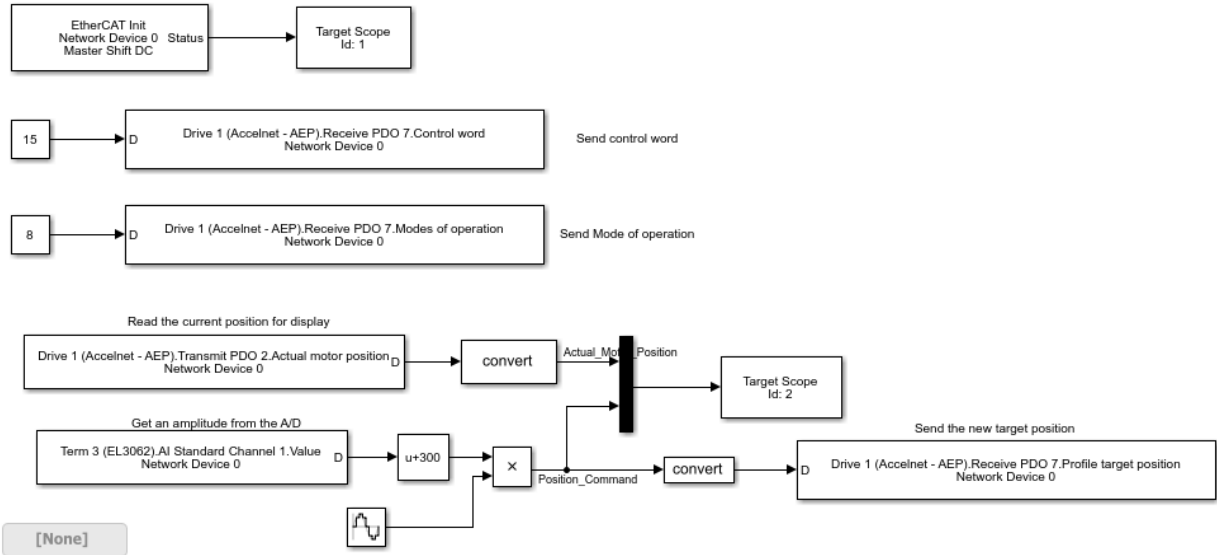 EtherCAT Init
Network Device 0
Master Shift DC
Status
Target Scope
Id: 1
15
D
Drive 1 (Accelnet - AEP).Receive PDO 7.Control word
Network Device 0
Send control word
8
D
Drive 1 (Accelnet - AEP).Receive PDO 7.Modes of operation
Network Device 0
Send Mode of operation
Read the current position for display
Drive 1 (Accelnet - AEP).Transmit PDO 2.Actual motor position
Network Device 0
D
convert
Actual_Motor_Position
Target Scope
Id: 2
Get an amplitude from the A/D
Term 3 (EL3062).AI Standard Channel 1.Value
Network Device 0
D
u+300
×
Position_Command
convert
Send the new target position
D
Drive 1 (Accelnet - AEP).Receive PDO 7.Profile target position
Network Device 0
[None]